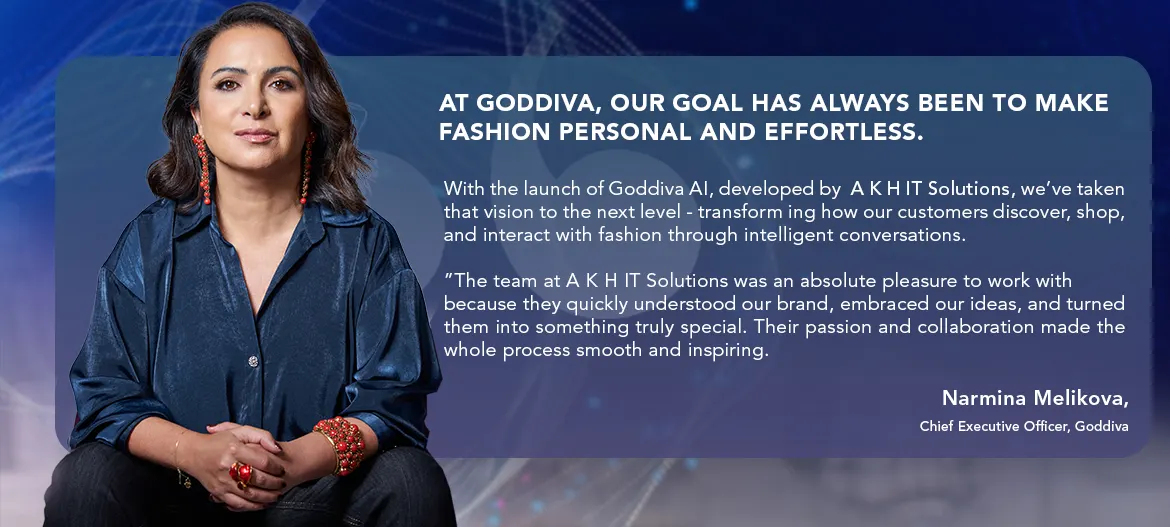 AT GODDIVA, OUR GOAL HAS ALWAYS BEEN TO MAKE
FASHION PERSONAL AND EFFORTLESS.
With the launch of Goddiva AI, developed by A K H IT Solutions, we’ve taken
that vision to the next level - transform ing how our customers discover, shop,
and interact with fashion through intelligent conversations.
”The team at A K H IT Solutions was an absolute pleasure to work with
because they quickly understood our brand, embraced our ideas, and turned
them into something truly special. Their passion and collaboration made the
whole process smooth and inspiring.
Narmina Melikova,
Chief Executive Officer, Goddiva